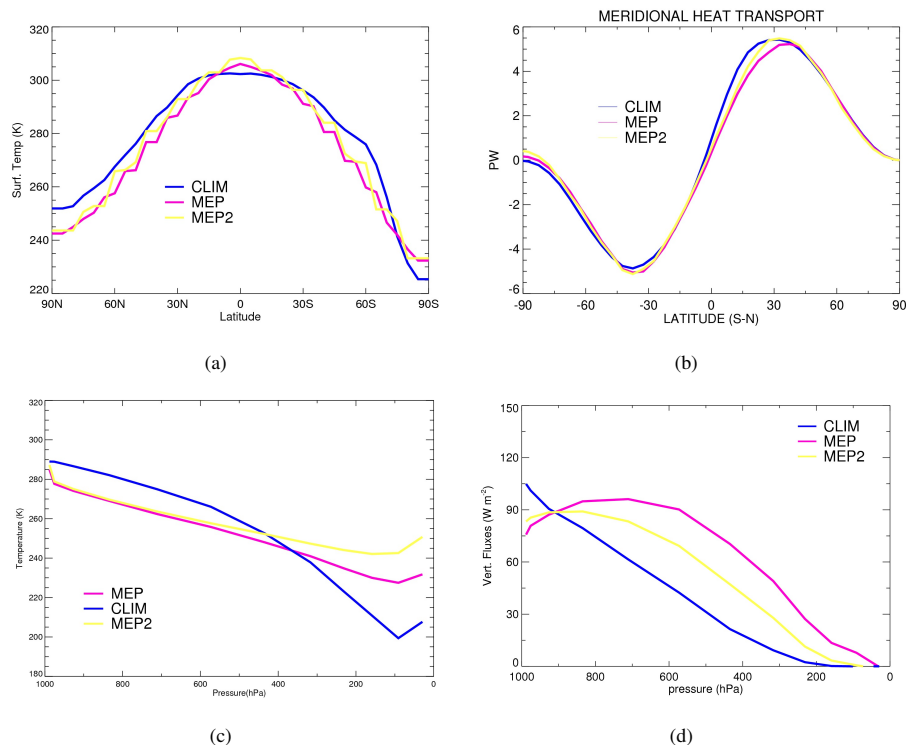 Surf. Temp (K)
320
300
280
260
240
220
90N 60N 30N 0 30S 60S 90S
Latitude
CLIM
MEP
MEP2
(a)
MERIDIONAL HEAT TRANSPORT
PW
6
4
2
0
-2
-4
-6
-90 -60 -30 0 30 60 90
LATITUDE (S-N)
CLIM
MEP
MEP2
(b)
Temperature (K)
320
300
280
260
240
220
200
180
1000 800 600 400 200 0
Pressure(hPa)
MEP
CLIM
MEP2
(c)
Vert. Fluxes (W m-2)
150
120
90
60
30
0
1000 800 600 400 200 0
pressure (hPa)
CLIM
MEP
MEP2
(d)